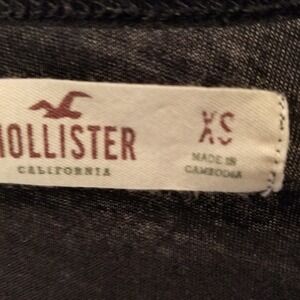 HOLLISTER
CALIFORNIA
XS
MADE IN
CAMBODIA